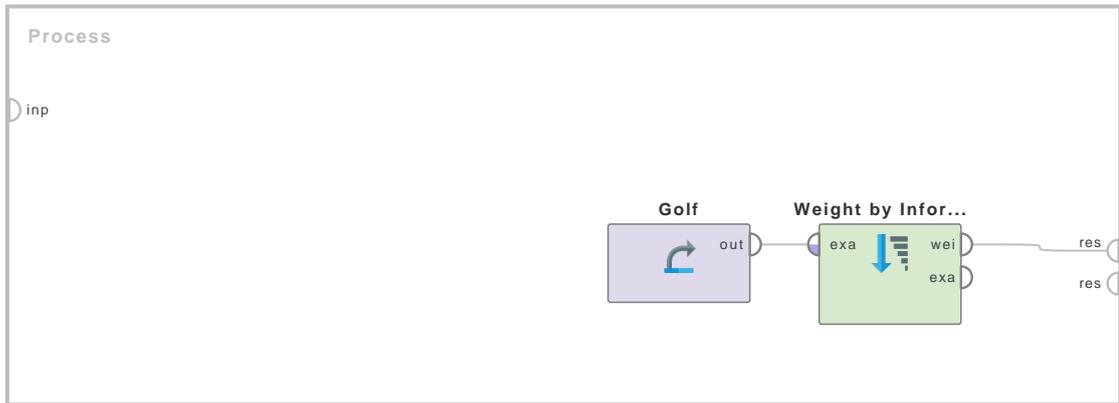 Process
inp
Golf
Weight by Infor...
out
exa
wei
res
exa
res